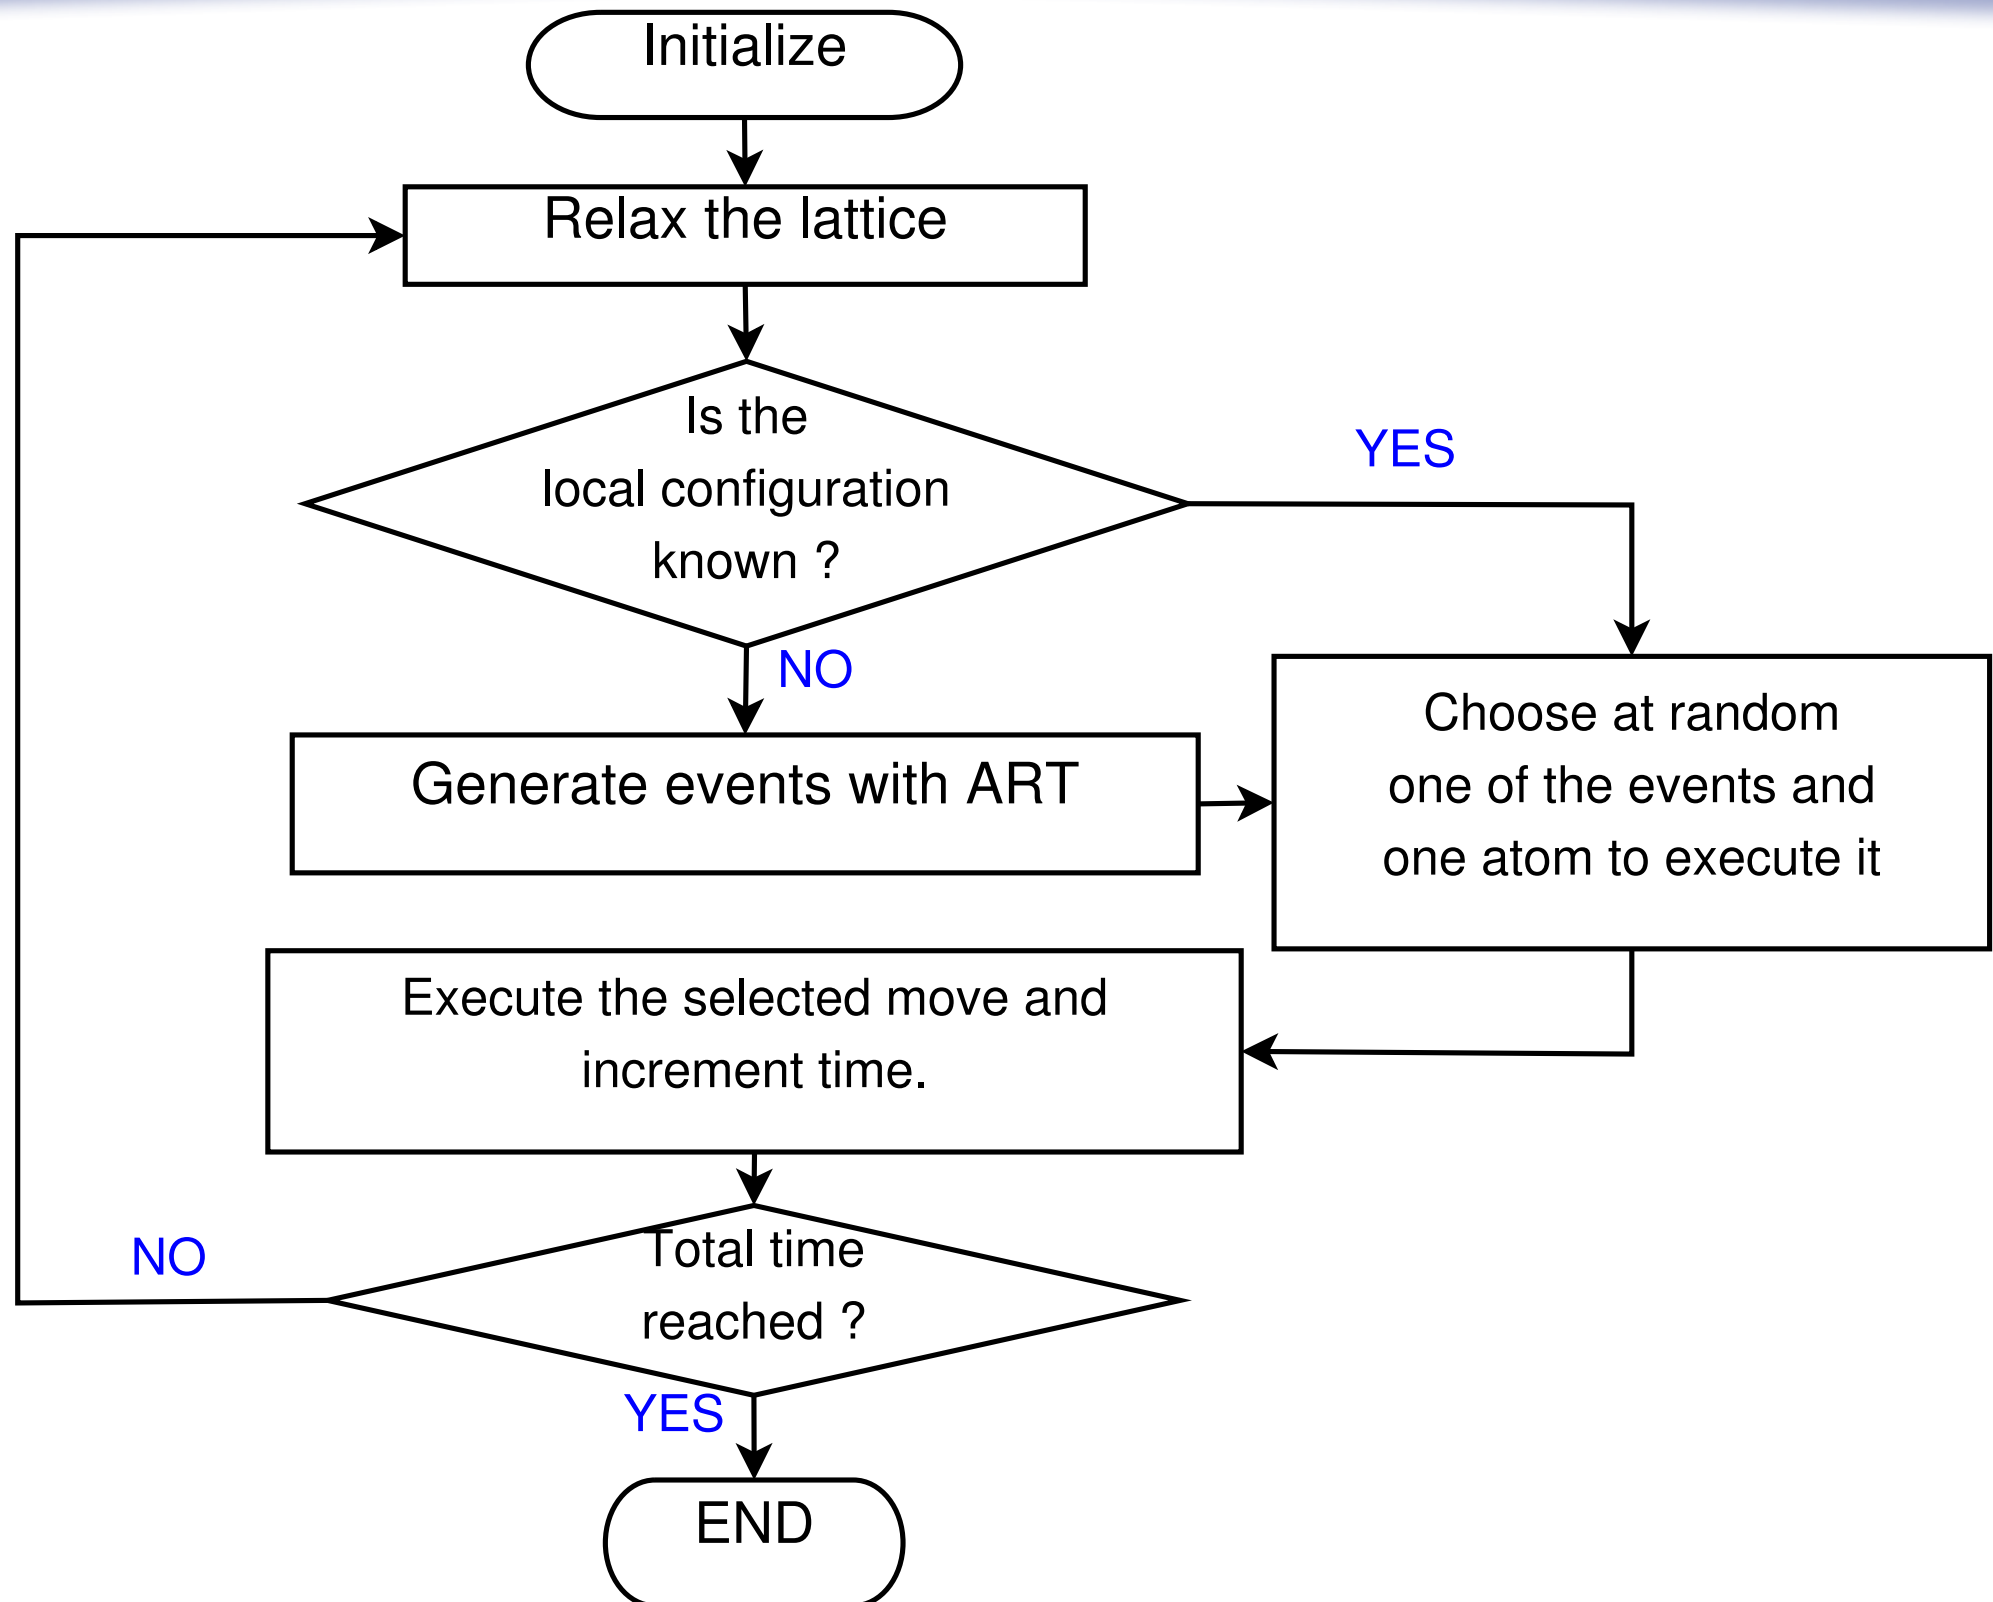 Initialize
Relax the lattice
Is the
local configuration
known ?
YES
NO
Generate events with ART
Choose at random
one of the events and
one atom to execute it
Execute the selected move and
increment time.
Total time
reached ?
NO
YES
END